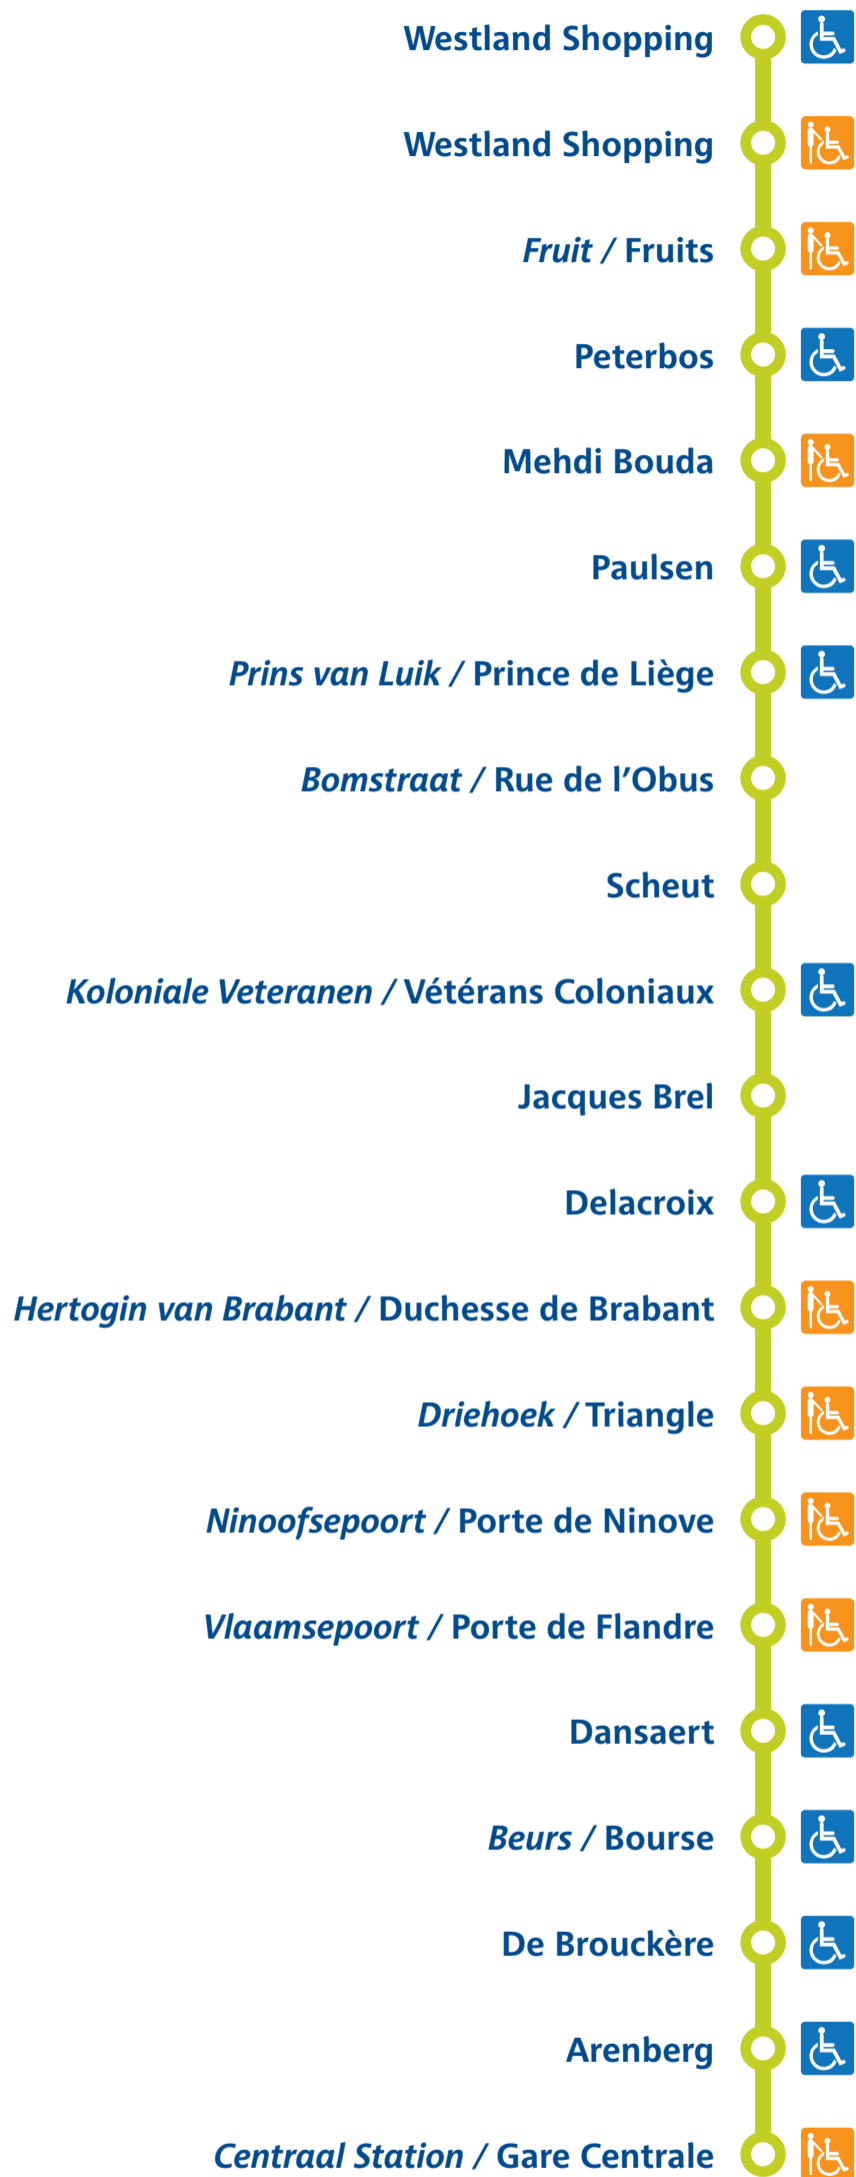 Westland Shopping
Westland Shopping
Fruit / Fruits
Peterbos
Mehdi Bouda
Paulsen
Prins van Luik / Prince de Liège
Bomstraat / Rue de l’Obus
Scheut
Koloniale Veteranen / Vétérans Coloniaux
Jacques Brel
Delacroix
Hertogin van Brabant / Duchesse de Brabant
Driehoek / Triangle
Ninoofsepoort / Porte de Ninove
Vlaamsepoort / Porte de Flandre
Dansaert
Beurs / Bourse
De Brouckère
Arenberg
Centraal Station / Gare Centrale